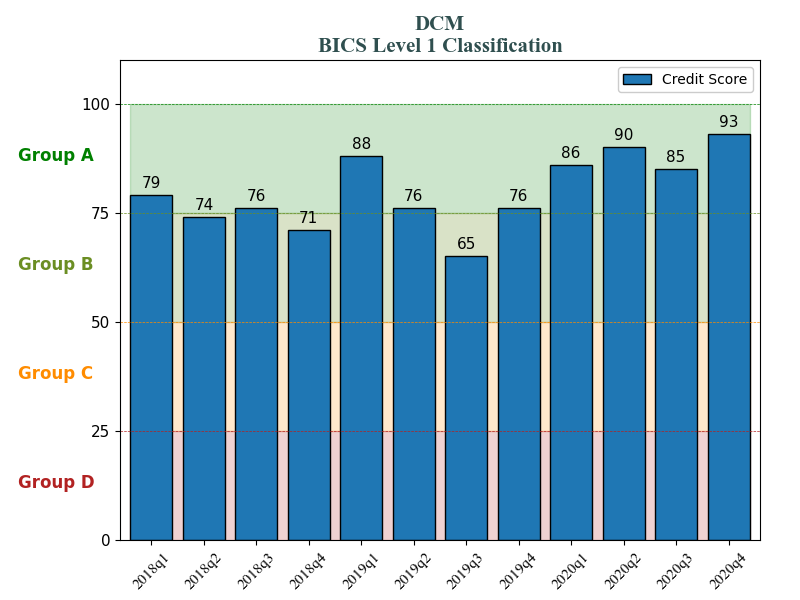 DCM
BICS Level 1 Classification
Credit Score
100
Group A
75
Group B
50
Group C
25
Group D
0
79
74
76
71
88
76
65
76
86
90
85
93
2018q1
2018q2
2018q3
2018q4
2019q1
2019q2
2019q3
2019q4
2020q1
2020q2
2020q3
2020q4